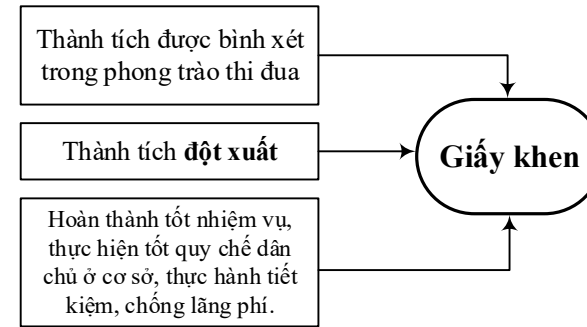 Thành tích được bình xét
trong phong trào thi đua
Thành tích đột xuất
Giấy khen
Hoàn thành tốt nhiệm vụ,
thực hiện tốt quy chế dân
chủ ở cơ sở, thực hành tiết
kiệm, chống lãng phí.